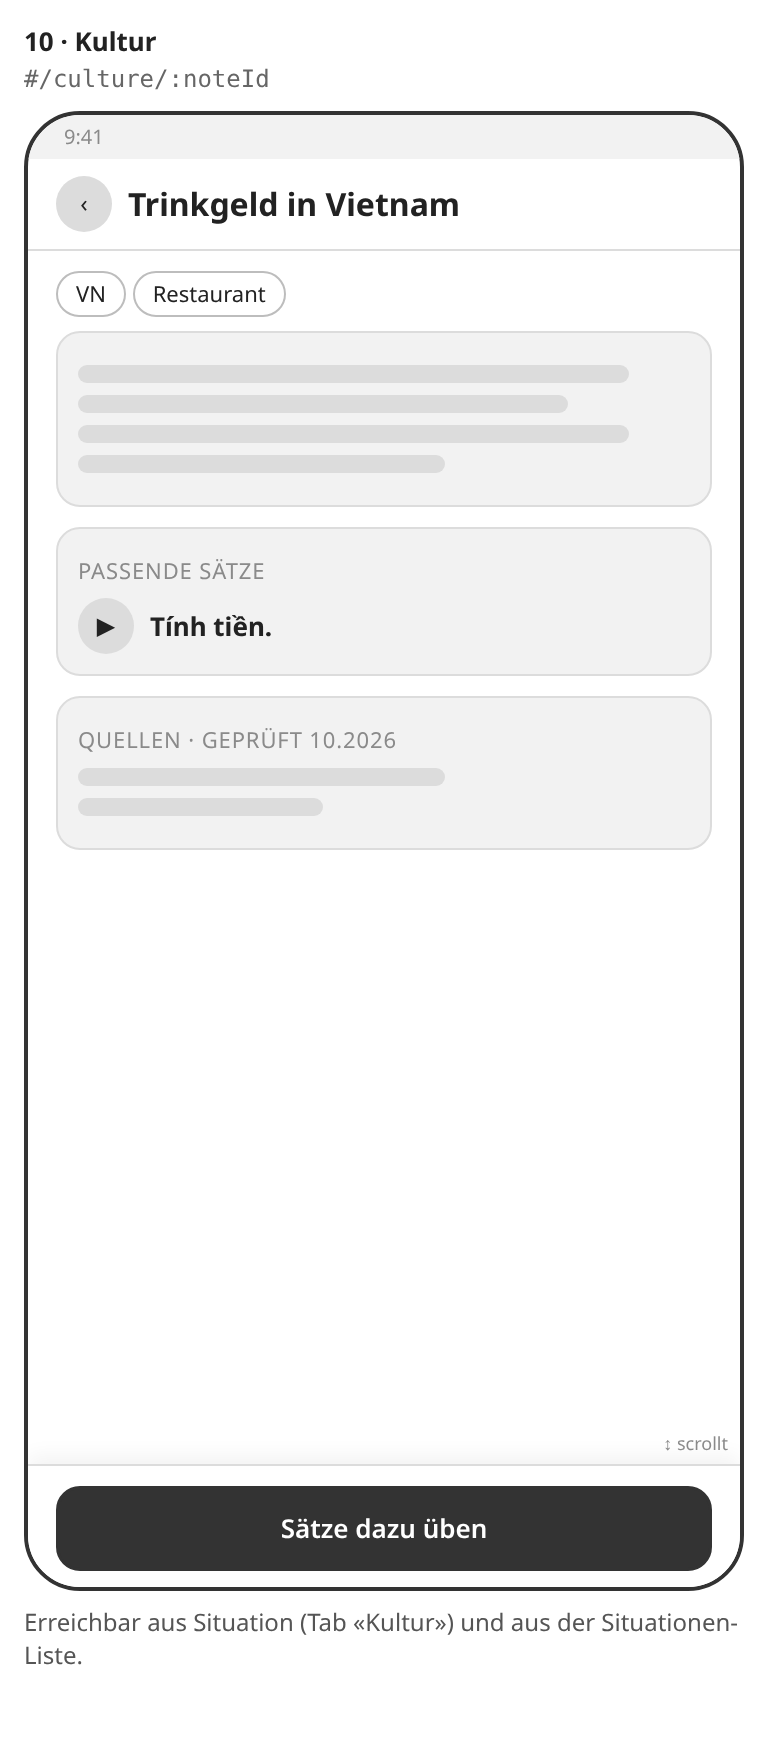 10 · Kultur
#/culture/:noteId
9:41
‹ Trinkgeld in Vietnam
VN Restaurant
PASSENDE SÄTZE
▶ Tính tiền.
QUELLEN · GEPRÜFT 10.2026
↕ scrollt
Sätze dazu üben
Erreichbar aus Situation (Tab «Kultur») und aus der Situationen-
Liste.